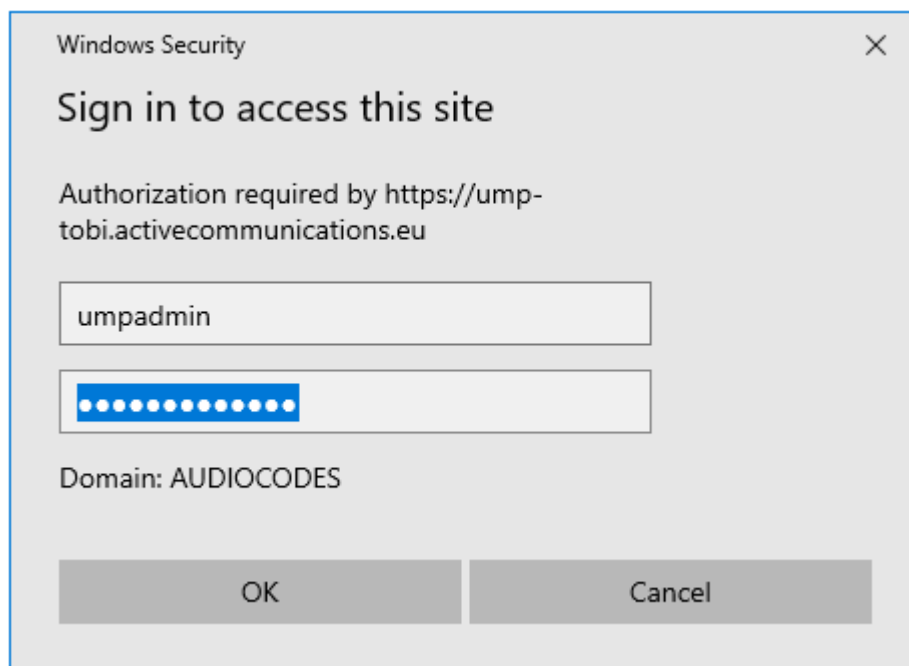 Windows Security
Sign in to access this site
Authorization required by https://ump-
tobi.activecommunications.eu
umpadmin
●●●●●●●●●●●●●
Domain: AUDIOCODES
OK
Cancel